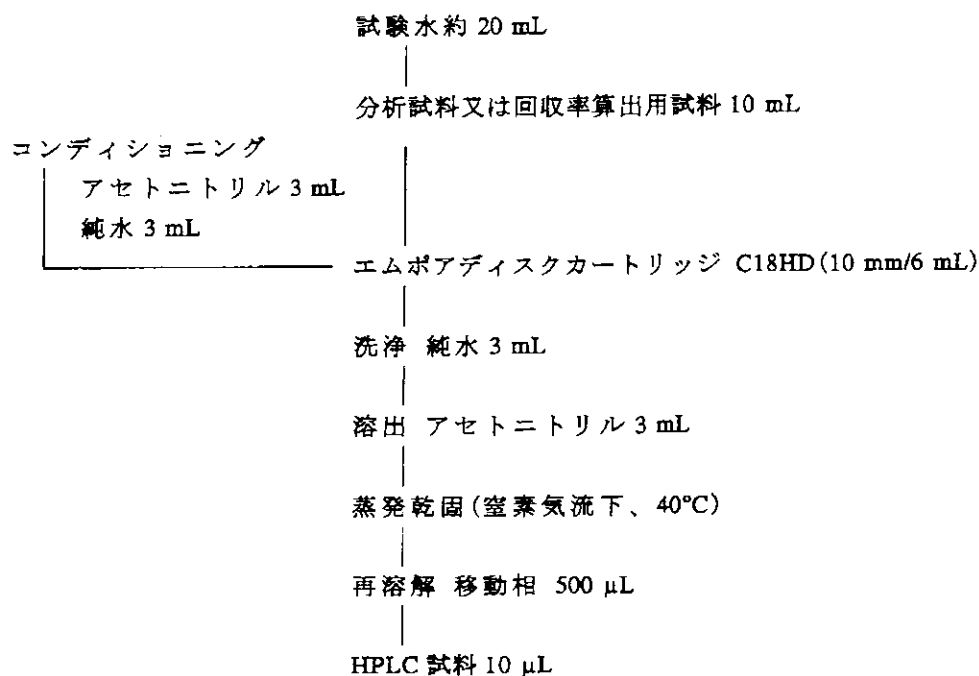 試験水約 20 mL
分析試料又は回収率算出用試料 10 mL
コンディショニング
アセトニトリル 3 mL
純水 3 mL
エムポアディスクカートリッジ C18HD(10 mm/6 mL)
洗浄 純水 3 mL
溶出 アセトニトリル 3 mL
蒸発乾固(窒素気流下、40°C)
再溶解 移動相 500 μL
HPLC 試料 10 μL